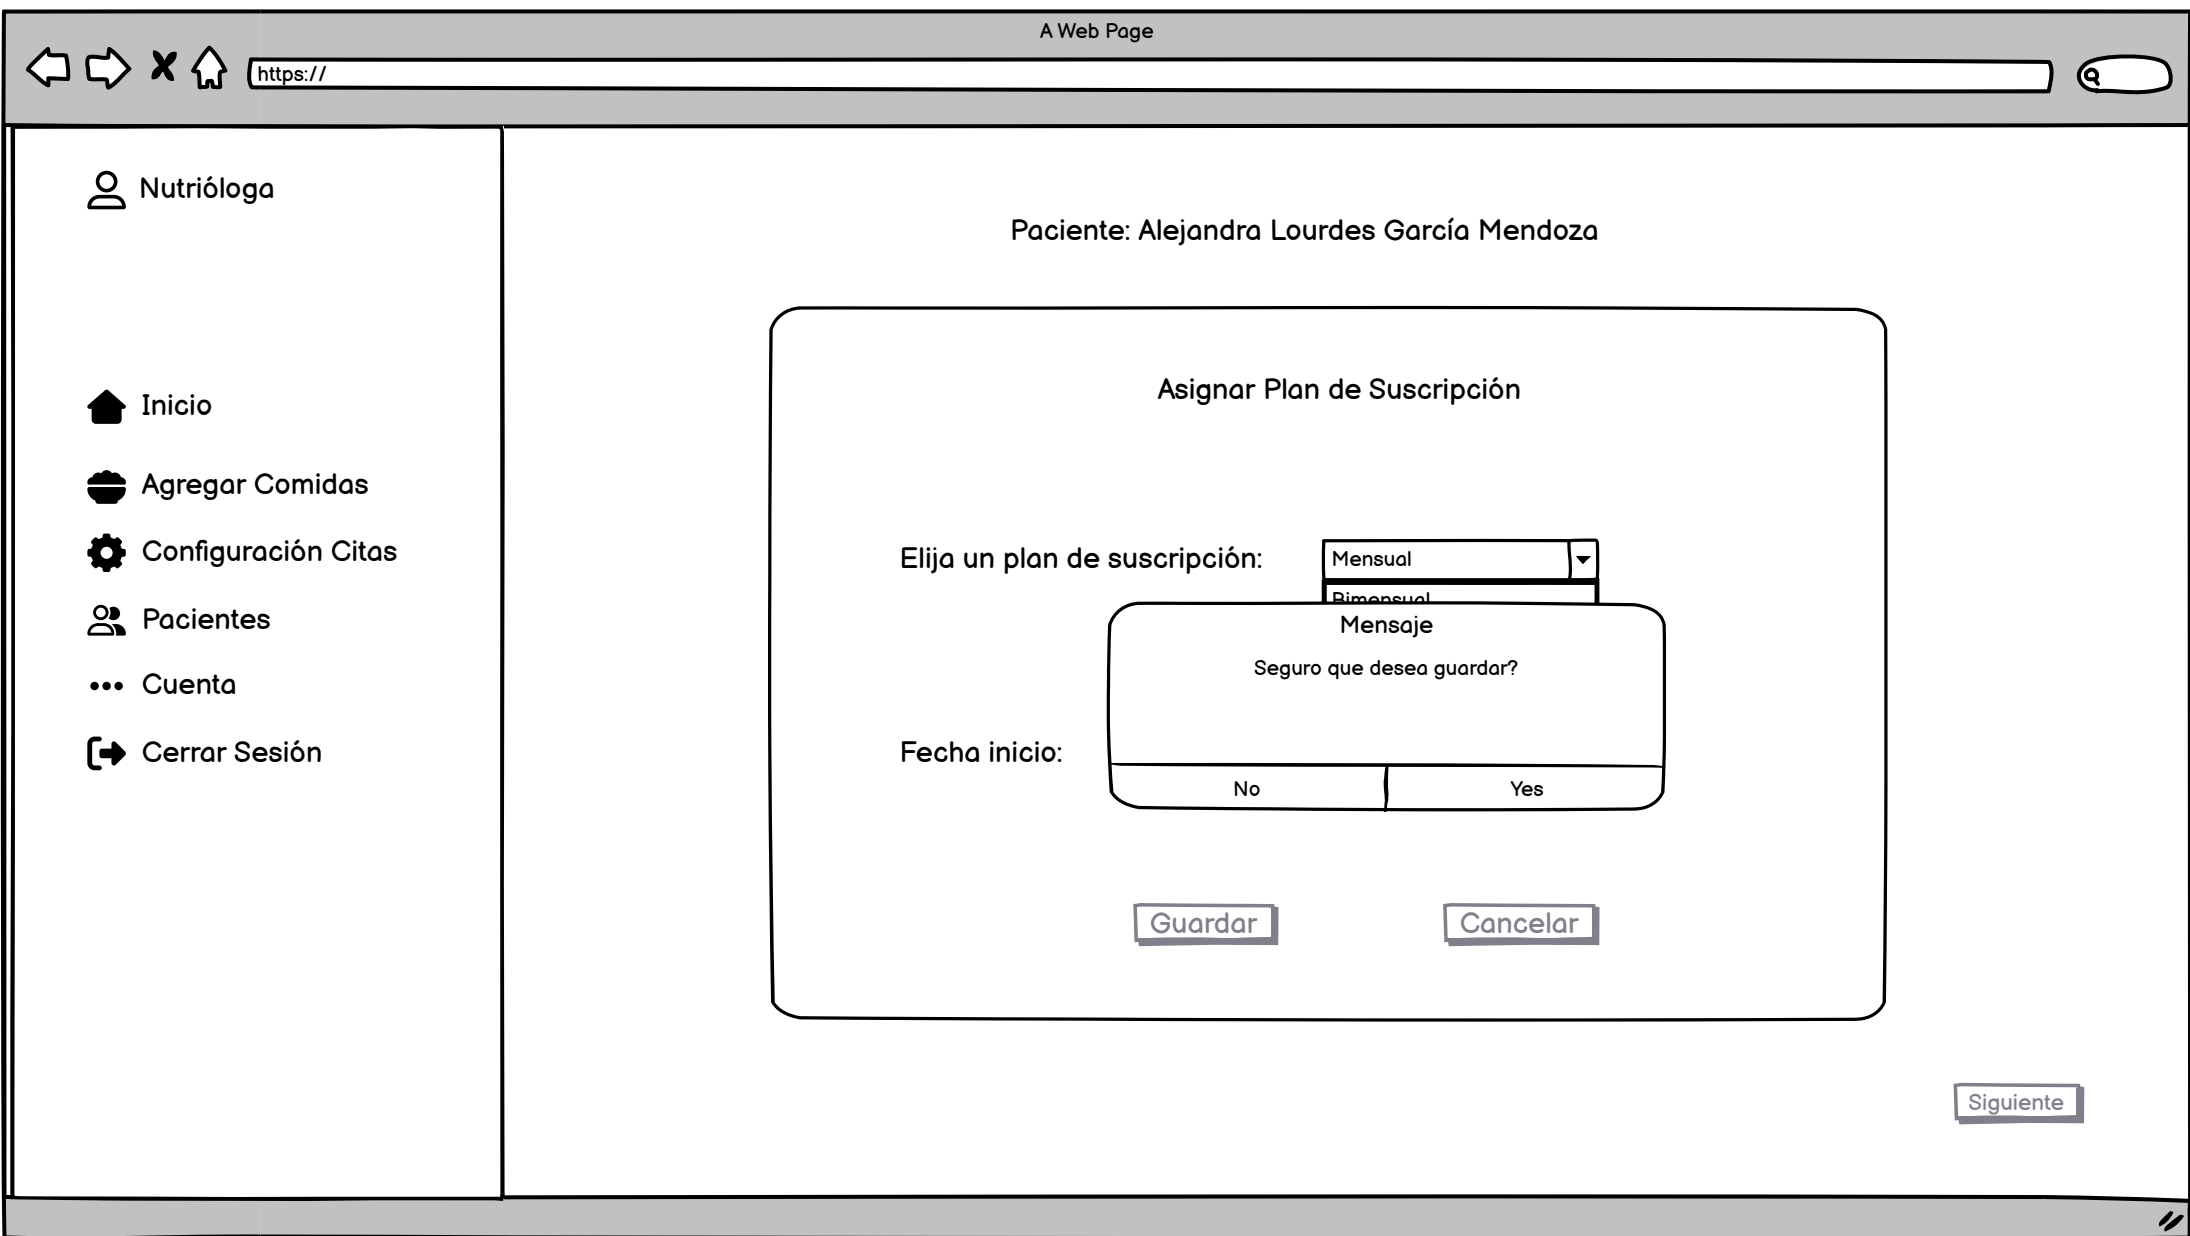 A Web Page
https://
Nutrióloga
Inicio
Agregar Comidas
Configuración Citas
Pacientes
Cuenta
Cerrar Sesión
Paciente: Alejandra Lourdes García Mendoza
Asignar Plan de Suscripción
Elija un plan de suscripción:
Mensual
Bimensual
Mensaje
Seguro que desea guardar?
No
Yes
Fecha inicio:
Guardar
Cancelar
Siguiente